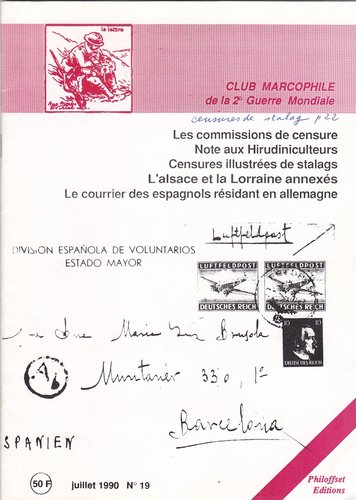 la lettre
CLUB MARCOPHILE
de la 2e Guerre Mondiale
censures de stalag p22
Les commissions de censure
Note aux Hirudiniculteurs
Censures illustrées de stalags
L'alsace et la Lorraine annexés
Le courrier des espagnols résidant en allemagne
Luftfeldpost
DIVISION ESPAÑOLA DE VOLUNTARIOS
ESTADO MAYOR
LUFTFELDPOST LUFTFELDPOST
DEUTSCHES REICH DEUTSCHES REICH
10 10
DEUTSCHES REICH
Maria
Muntaner 330, 1º
Barcelona
SPANIEN
50 F
juillet 1990 N° 19
Philoffset
Editions